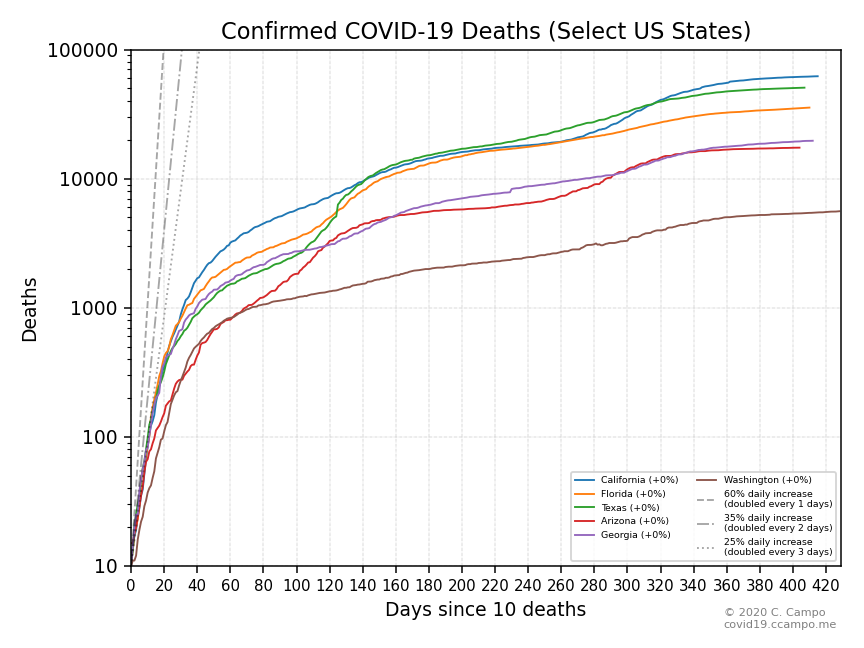 Confirmed COVID-19 Deaths (Select US States)
100000
10000
1000
100
10
Deaths
0 20 40 60 80 100 120 140 160 180 200 220 240 260 280 300 320 340 360 380 400 420
Days since 10 deaths
California (+0%)
Florida (+0%)
Texas (+0%)
Arizona (+0%)
Georgia (+0%)
Washington (+0%)
60% daily increase
(doubled every 1 days)
35% daily increase
(doubled every 2 days)
25% daily increase
(doubled every 3 days)
© 2020 C. Campo
covid19.ccampo.me